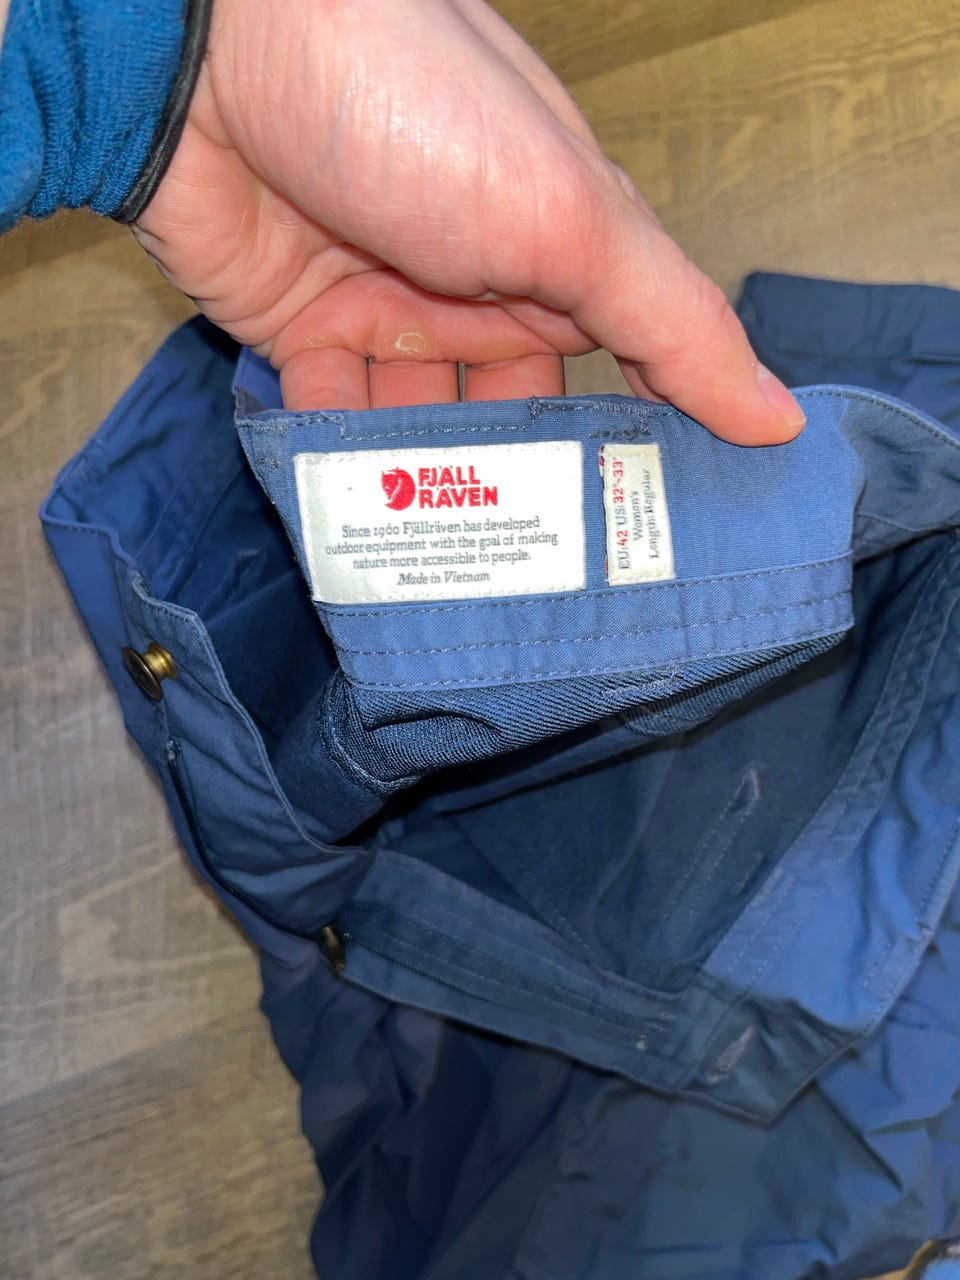 FJÄLL
RÄVEN
Since 1960 Fjällräven has developed
outdoor equipment with the goal of making
nature more accessible to people.
Made in Vietnam
EU:42 US:32"-33"
Women's
Length:Regular